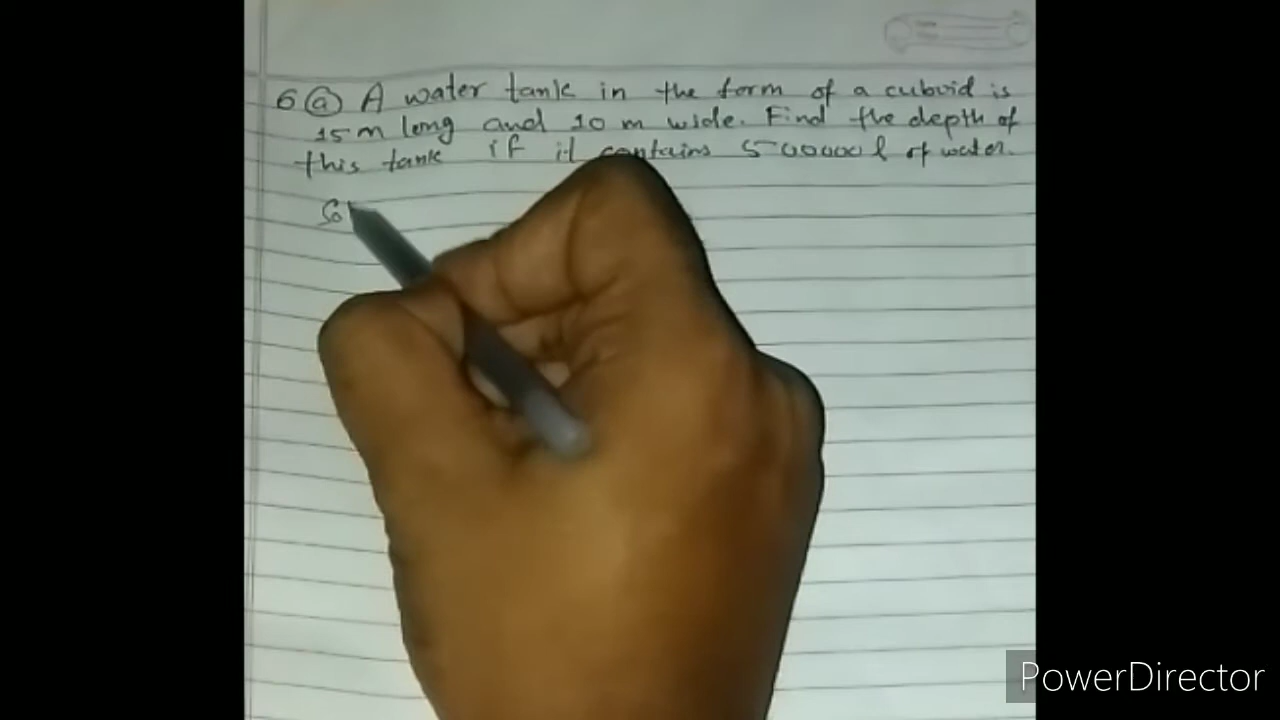 6 (a) A water tank in the form of a cuboid is
15 m long and 10 m wide. Find the depth of
this tank if it contains 500000 l of water.
So
PowerDirector